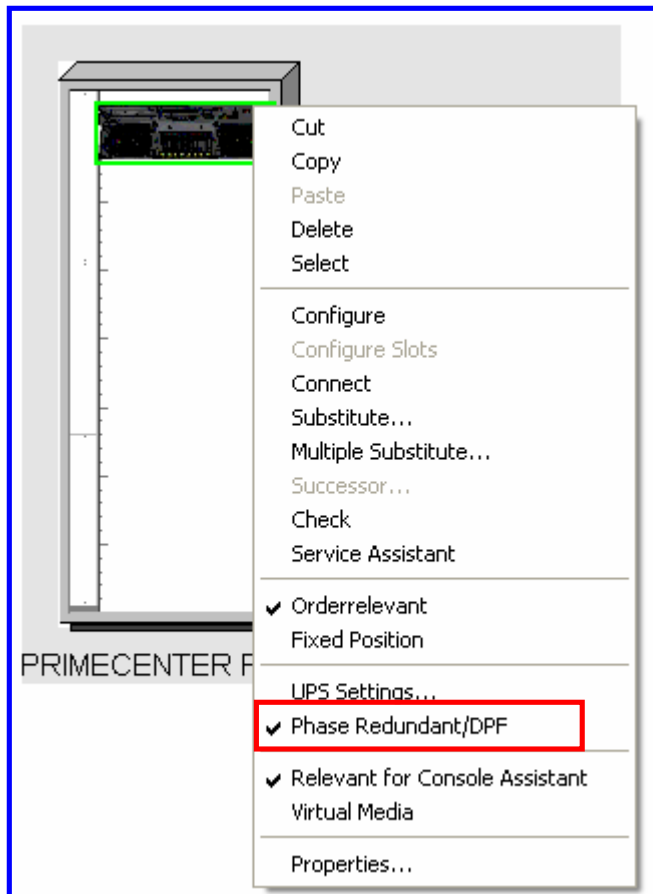 Cut
Copy
Paste
Delete
Select
Configure
Configure Slots
Connect
Substitute...
Multiple Substitute...
Successor...
Check
Service Assistant
Orderrelevant
Fixed Position
PRIMECENTER
UPS Settings...
Phase Redundant/DPF
Relevant for Console Assistant
Virtual Media
Properties...